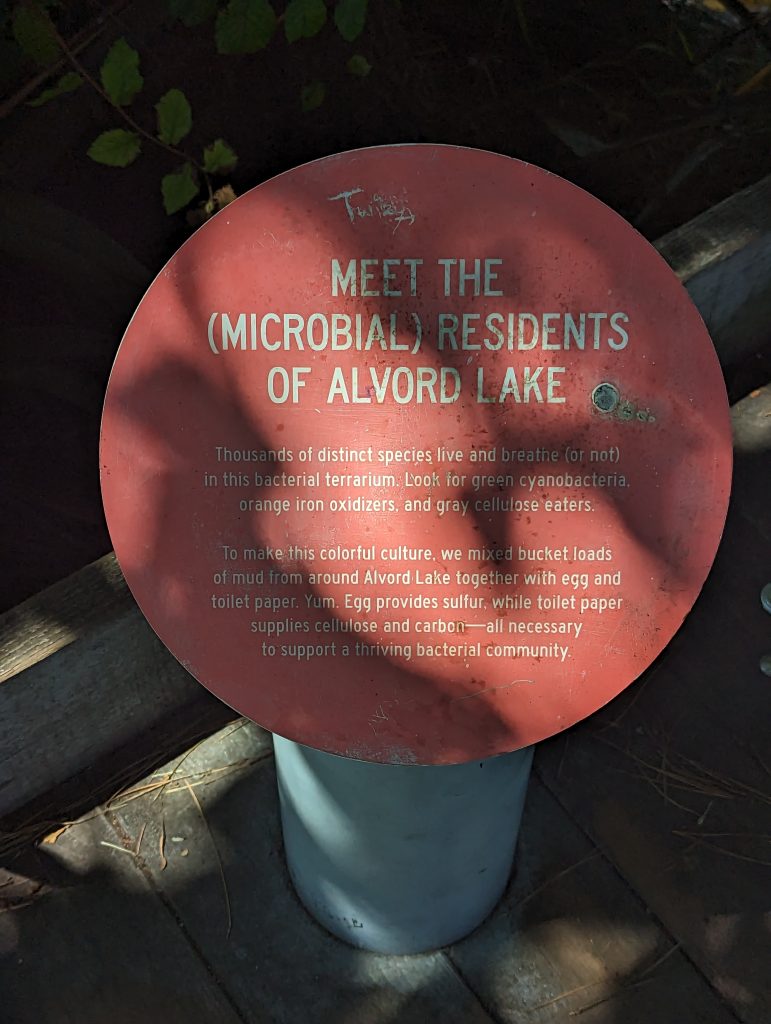 MEET THE
(MICROBIAL) RESIDENTS
OF ALVORD LAKE
Thousands of distinct species live and breathe (or not)
in this bacterial terrarium. Look for green cyanobacteria,
orange iron oxidizers, and gray cellulose eaters.
To make this colorful culture, we mixed bucket loads
of mud from around Alvord Lake together with egg and
toilet paper. Yum. Egg provides sulfur, while toilet paper
supplies cellulose and carbon—all necessary
to support a thriving bacterial community.